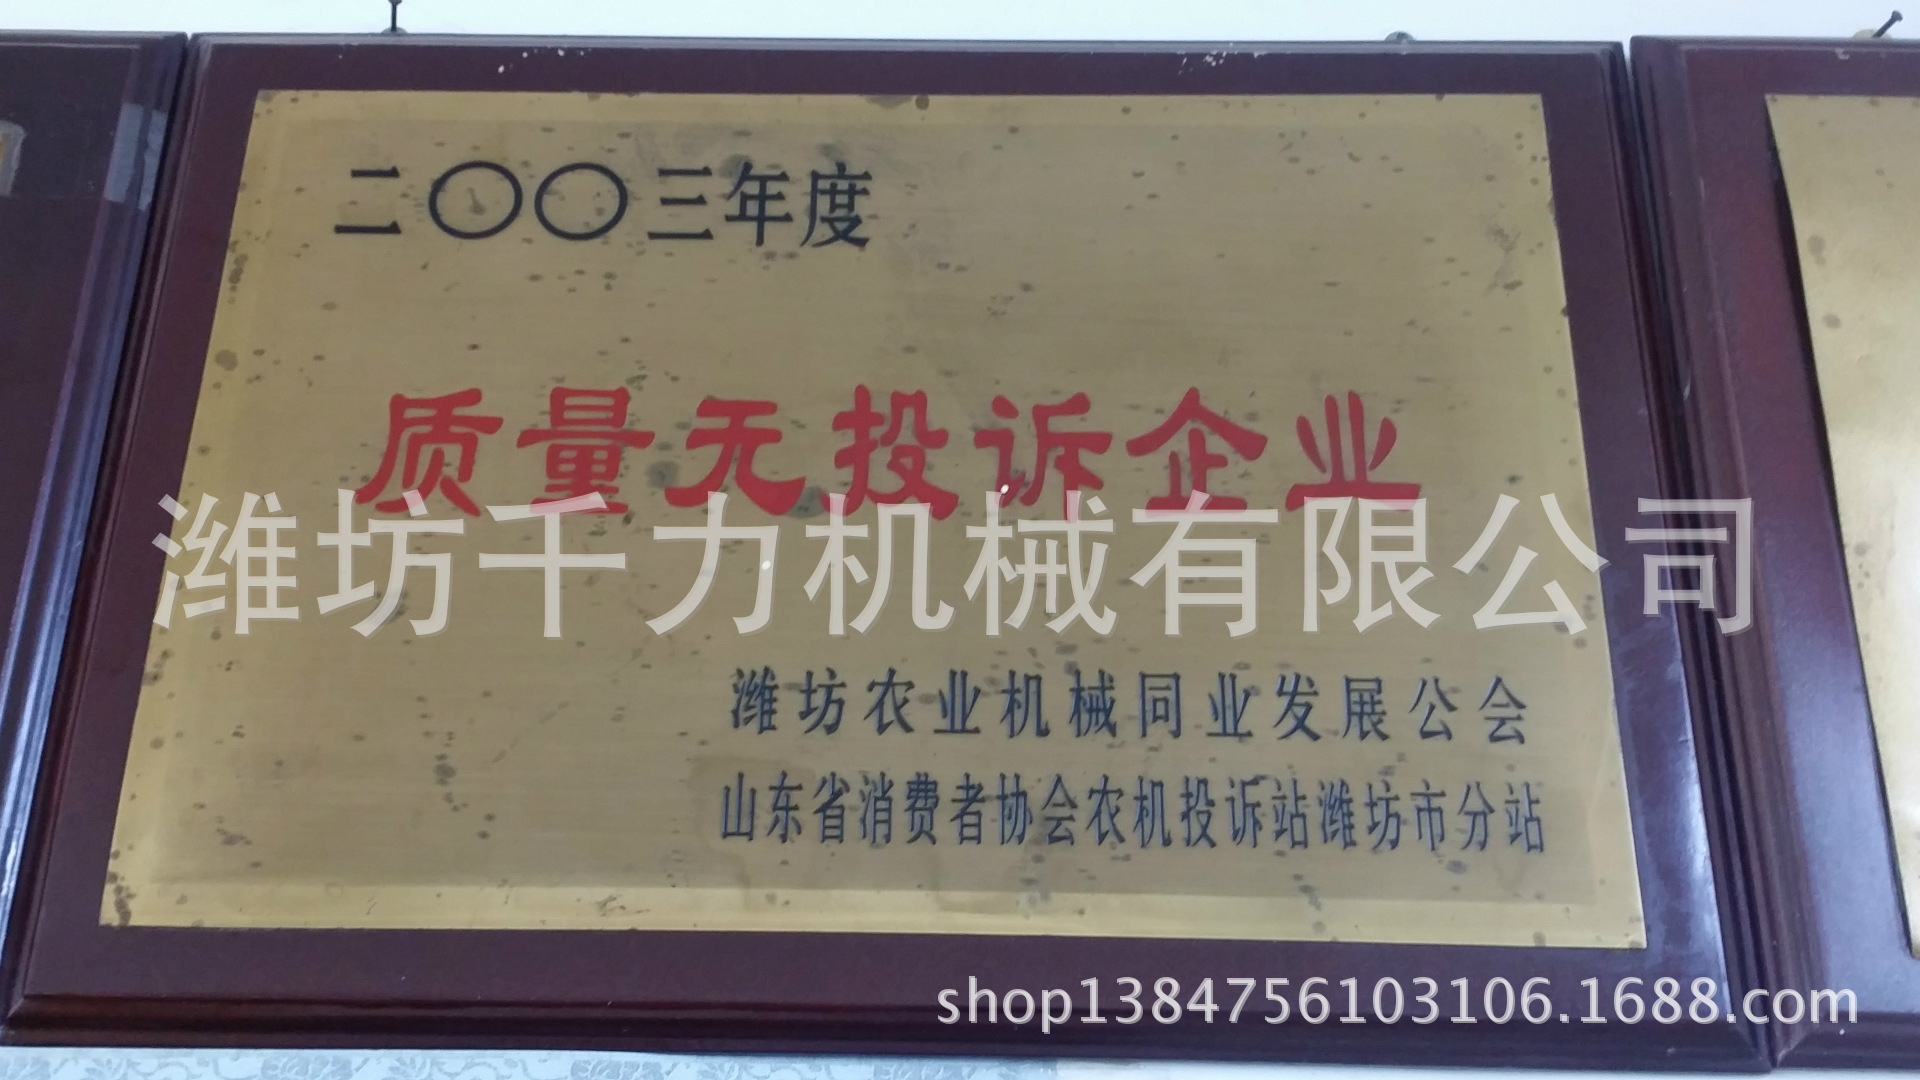 二〇〇三年度
质量无投诉企业
潍坊千力机械有限公司
潍坊农业机械同业发展公会
山东省消费者协会农机投诉站潍坊市分站
shop1384756103106.1688.com